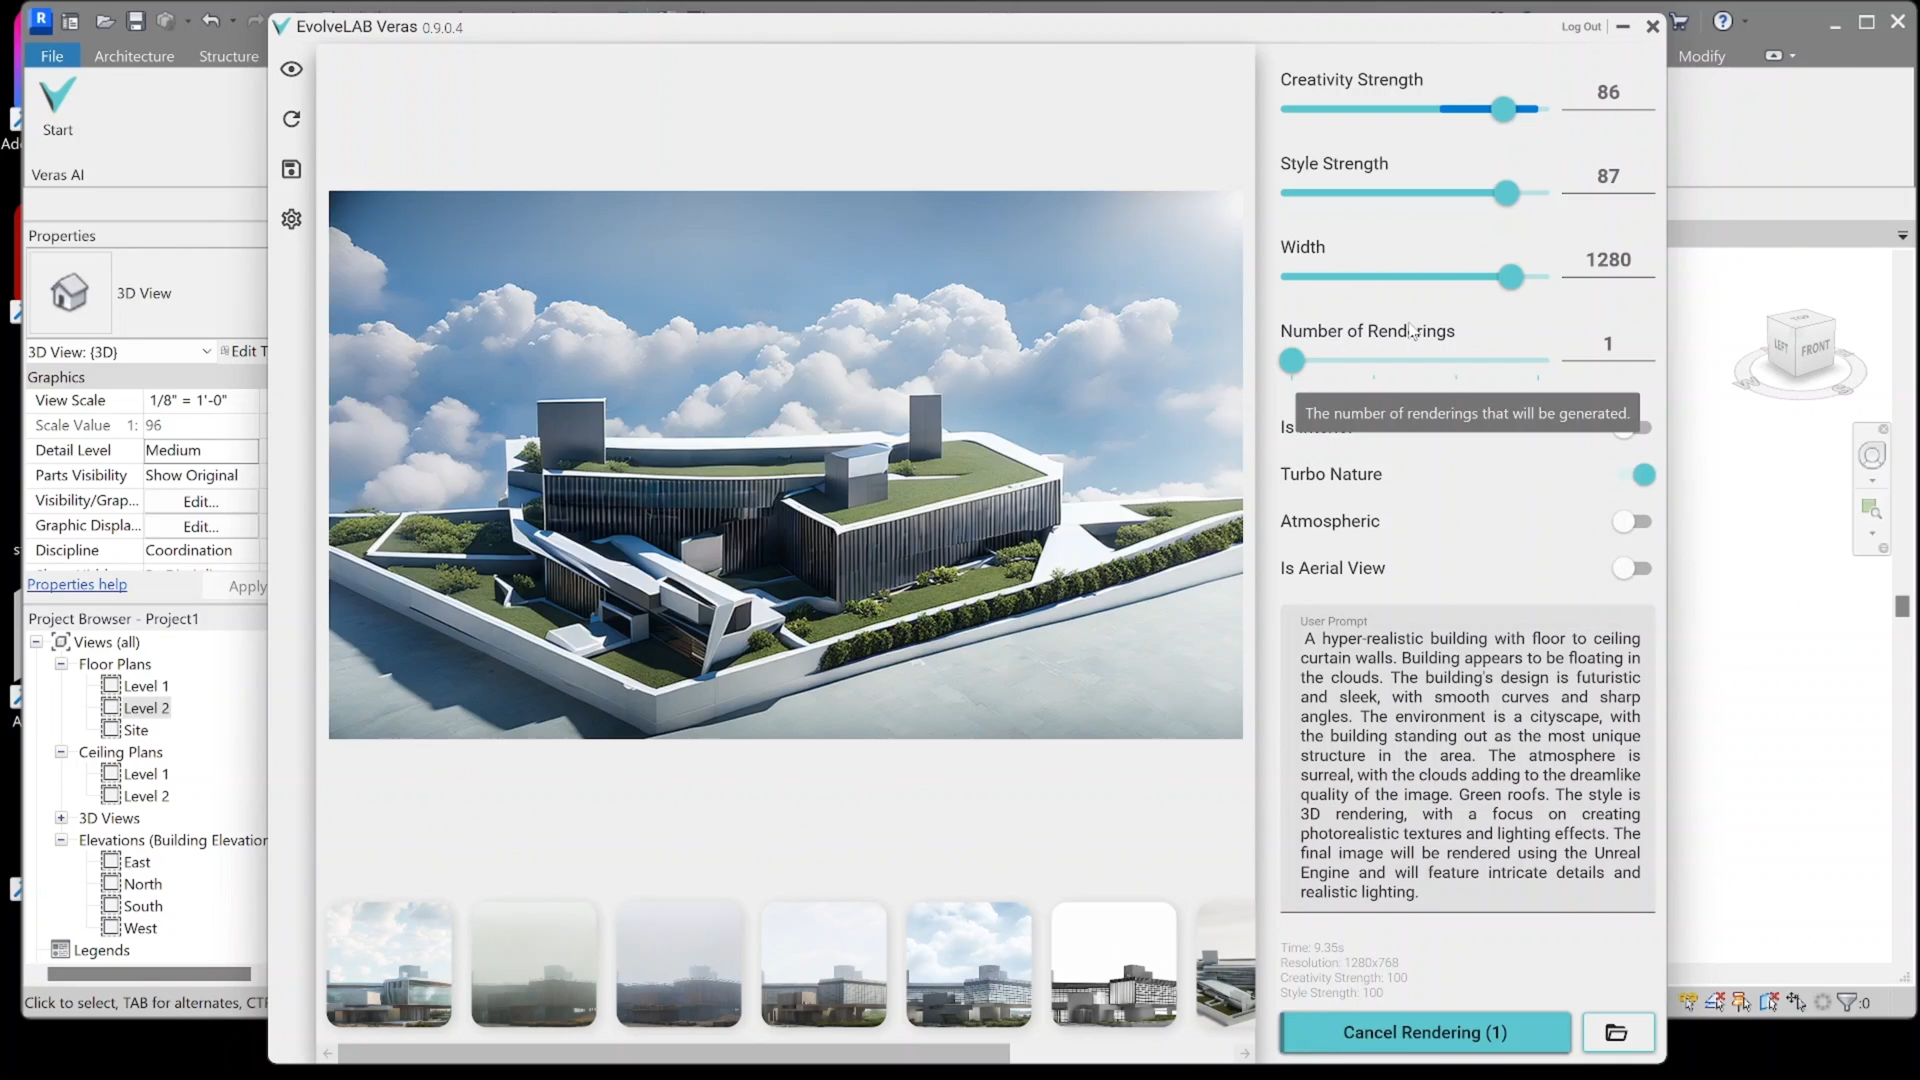 R
EvolveLAB Veras 0.9.0.4
Log Out
File
Architecture
Structure
Modify
Start
Veras AI
Properties
3D View
3D View: {3D}
Edit T
Graphics
View Scale
1/8" = 1'-0"
Scale Value 1:
96
Detail Level
Medium
Parts Visibility
Show Original
Visibility/Grap...
Edit...
Graphic Displa...
Edit...
Discipline
Coordination
Properties help
Apply
Project Browser - Project1
Views (all)
Floor Plans
Level 1
Level 2
Site
Ceiling Plans
Level 1
Level 2
3D Views
Elevations (Building Elevation
East
North
South
West
Legends
Click to select, TAB for alternates, CTR
Creativity Strength
86
Style Strength
87
Width
1280
Number of Renderings
1
The number of renderings that will be generated.
Turbo Nature
Atmospheric
Is Aerial View
User Prompt
A hyper-realistic building with floor to ceiling
curtain walls. Building appears to be floating in
the clouds. The building's design is futuristic
and sleek, with smooth curves and sharp
angles. The environment is a cityscape, with
the building standing out as the most unique
structure in the area. The atmosphere is
surreal, with the clouds adding to the dreamlike
quality of the image. Green roofs. The style is
3D rendering, with a focus on creating
photorealistic textures and lighting effects. The
final image will be rendered using the Unreal
Engine and will feature intricate details and
realistic lighting.
Time: 9.35s
Resolution: 1280x768
Creativity Strength: 100
Style Strength: 100
Cancel Rendering (1)
TOP
LEFT
FRONT
:0